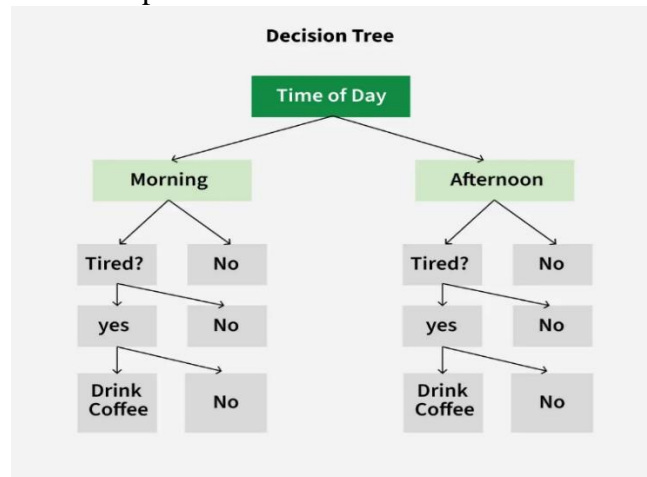 Decision Tree
Time of Day
Morning
Afternoon
Tired?
No
Tired?
No
yes
No
yes
No
Drink
Coffee
No
Drink
Coffee
No